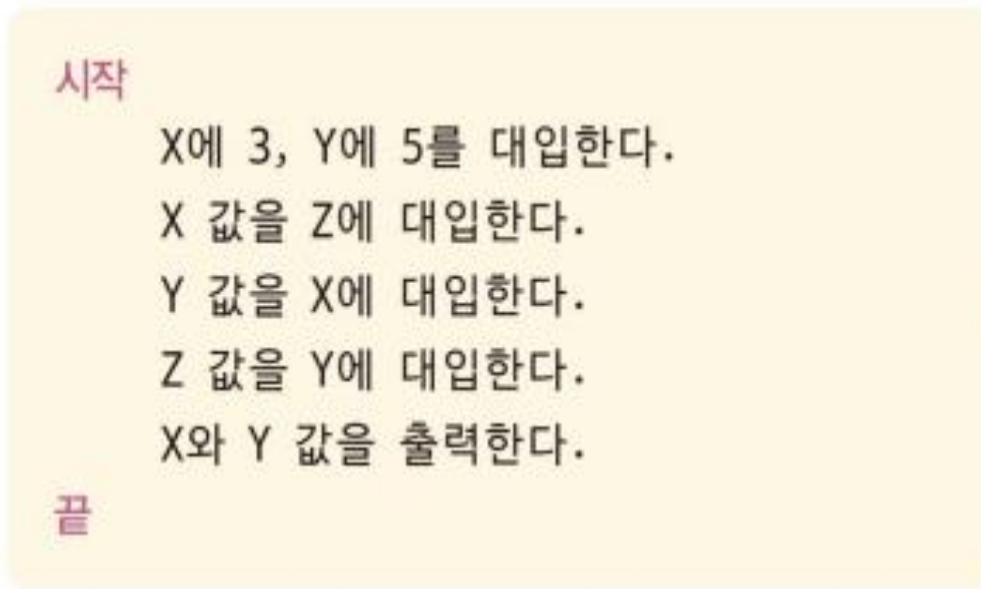 시작
X에 3, Y에 5를 대입한다.
X 값을 Z에 대입한다.
Y 값을 X에 대입한다.
Z 값을 Y에 대입한다.
X와 Y 값을 출력한다.
끝